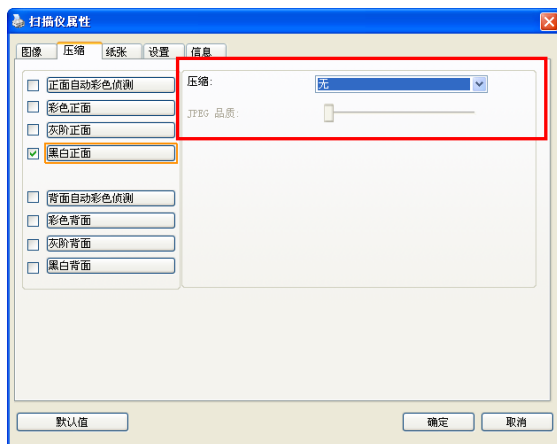 扫描仪属性
图像 压缩 纸张 设置 信息
正面自动彩色侦测
彩色正面
灰阶正面
黑白正面
背面自动彩色侦测
彩色背面
灰阶背面
黑白背面
压缩: 无
JPEG 品质:
默认值 确定 取消